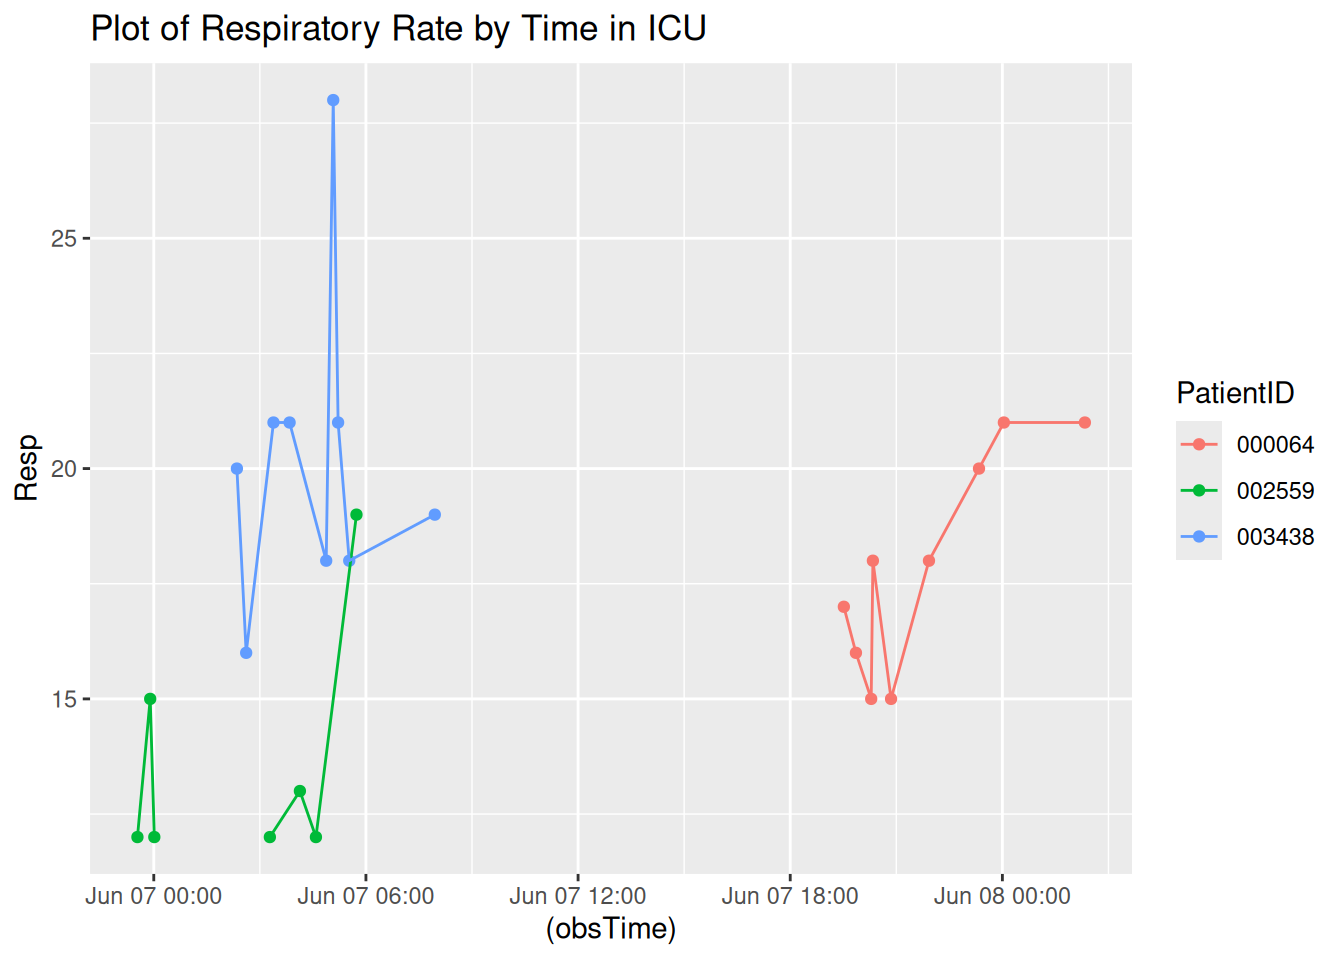 Plot of Respiratory Rate by Time in ICU
25
20
15
Resp
Jun 07 00:00
Jun 07 06:00
Jun 07 12:00
Jun 07 18:00
Jun 08 00:00
(obsTime)
PatientID
000064
002559
003438